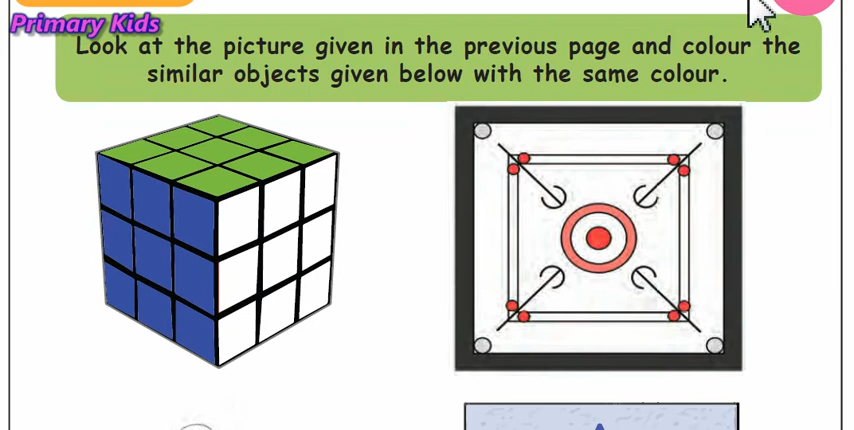 Primary Kids
Look at the picture given in the previous page and colour the
similar objects given below with the same colour.